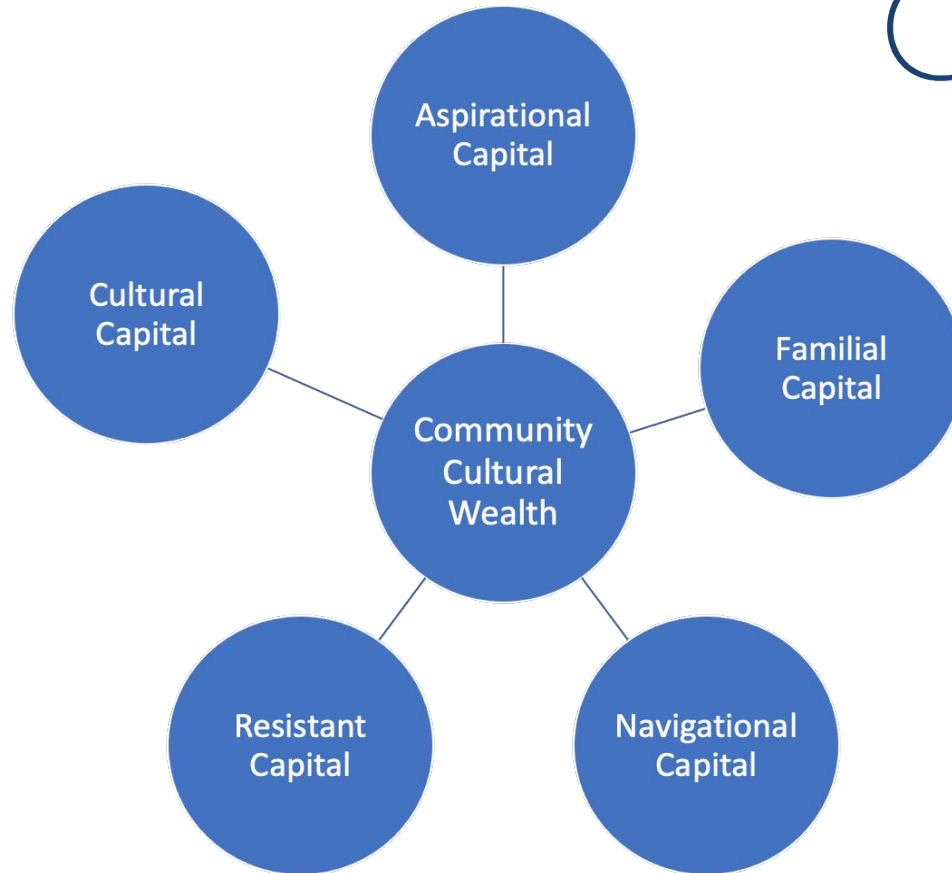 Aspirational
Capital
Cultural
Capital
Familial
Capital
Community
Cultural
Wealth
Resistant
Capital
Navigational
Capital